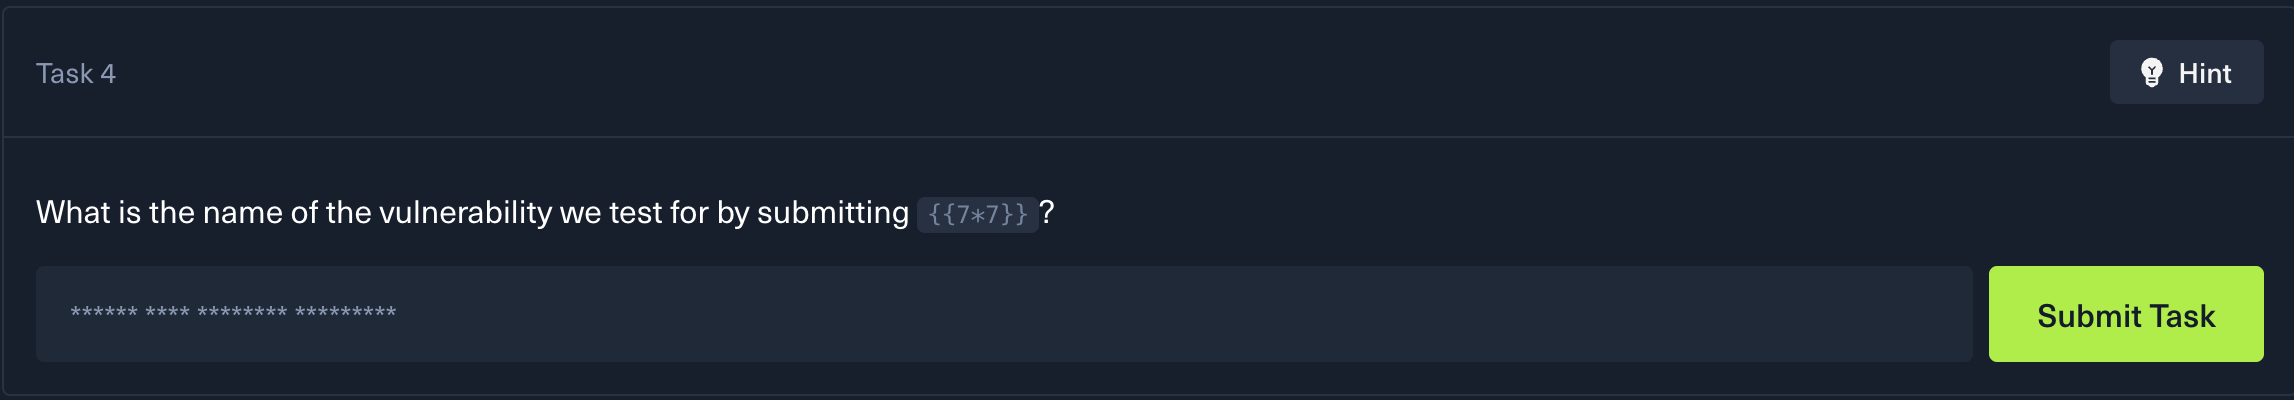 Task 4
Hint
What is the name of the vulnerability we test for by submitting {{7*7}}?
****** **** ******** *********
Submit Task